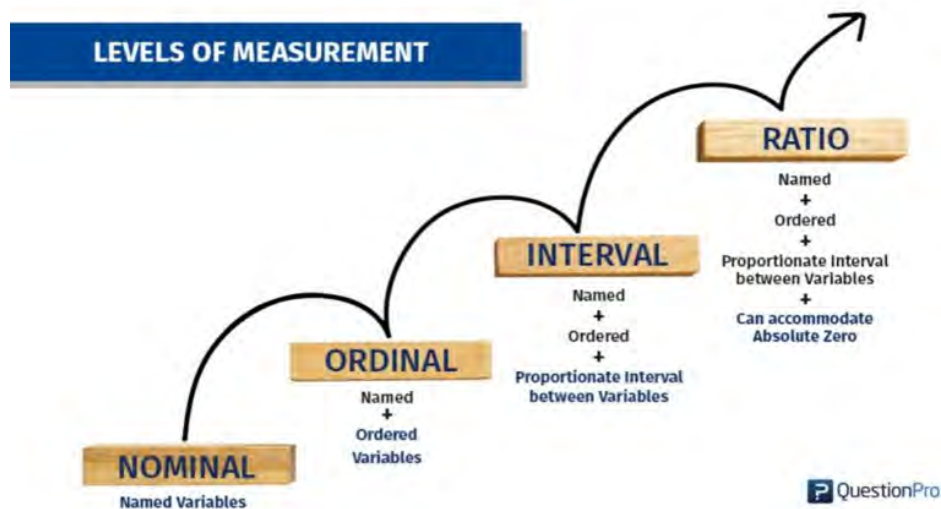 LEVELS OF MEASUREMENT
NOMINAL
Named Variables
ORDINAL
Named
+
Ordered
Variables
INTERVAL
Named
+
Ordered
+
Proportionate Interval
between Variables
RATIO
Named
+
Ordered
+
Proportionate Interval
between Variables
+
Can accommodate
Absolute Zero
QuestionPro